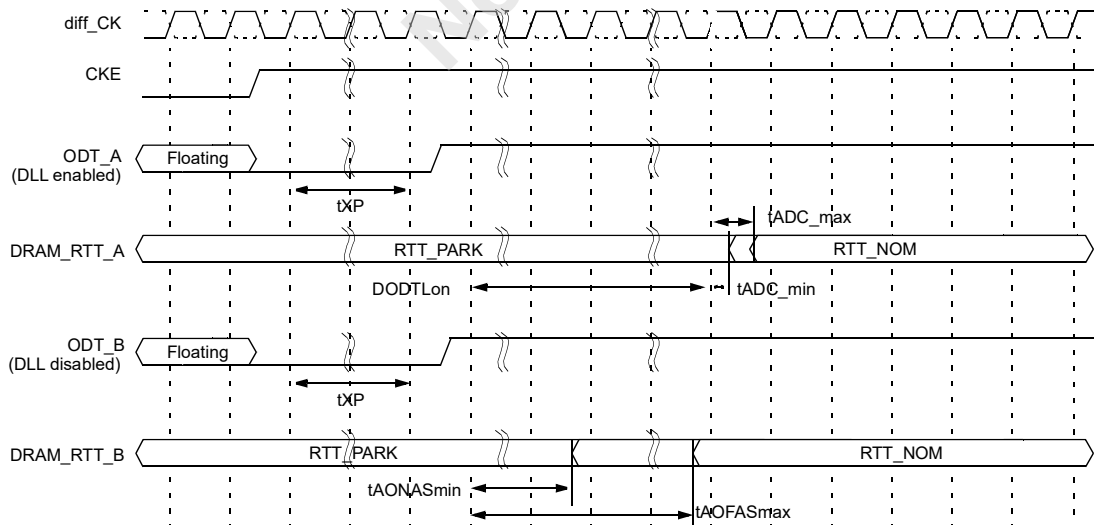 diff_CK
CKE
ODT_A
(DLL enabled)
Floating
tXP
tADC_max
DRAM_RTT_A
RTT_PARK
RTT_NOM
DODTLon
tADC_min
ODT_B
(DLL disabled)
Floating
tXP
DRAM_RTT_B
RTT_PARK
RTT_NOM
tAONASmin
tAOFASmax